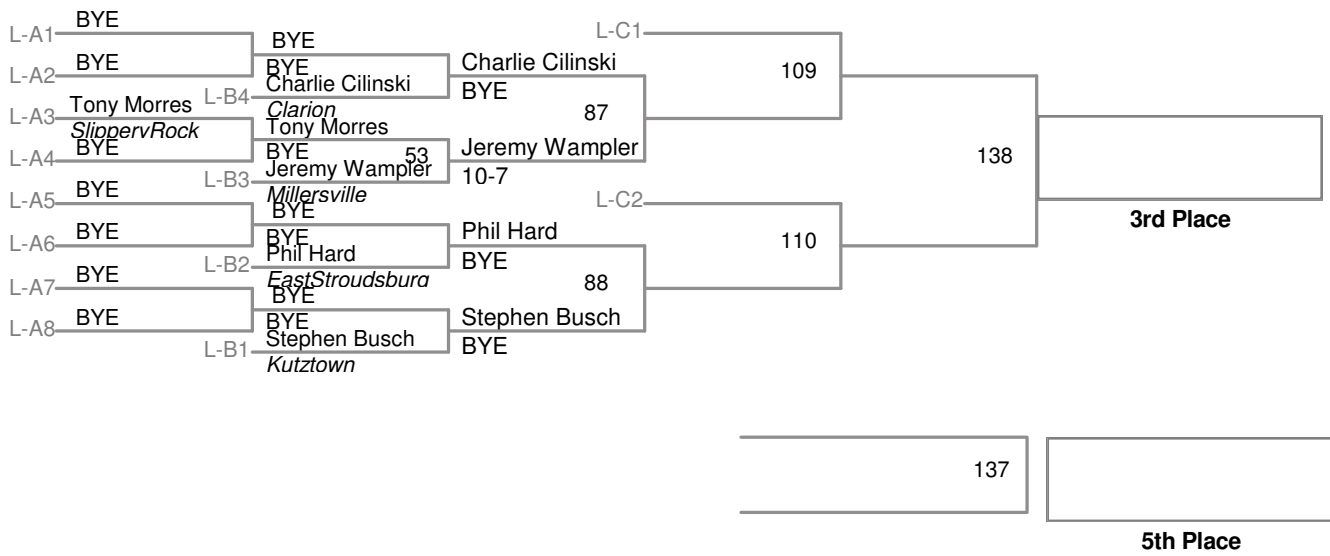 L-A1
BYE
L-A2
BYE
L-A3
Tony Morres
SlipperyRock
L-A4
BYE
L-A5
BYE
L-A6
BYE
L-A7
BYE
L-A8
BYE
BYE
BYE
L-B4
Charlie Cilinski
Clarion
Tony Morres
BYE
53
L-B3
Jeremy Wampler
Millersville
BYE
BYE
L-B2
Phil Hard
EastStroudsburg
BYE
BYE
L-B1
Stephen Busch
Kutztown
Charlie Cilinski
BYE
87
Jeremy Wampler
10-7
Phil Hard
BYE
88
Stephen Busch
BYE
L-C1
109
L-C2
110
138
3rd Place
137
5th Place